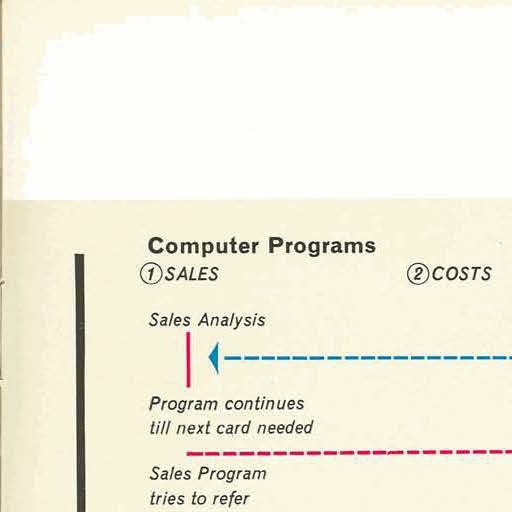 Computer Programs
① SALES ② COSTS
Sales Analysis
Program continues
till next card needed
Sales Program
tries to refer